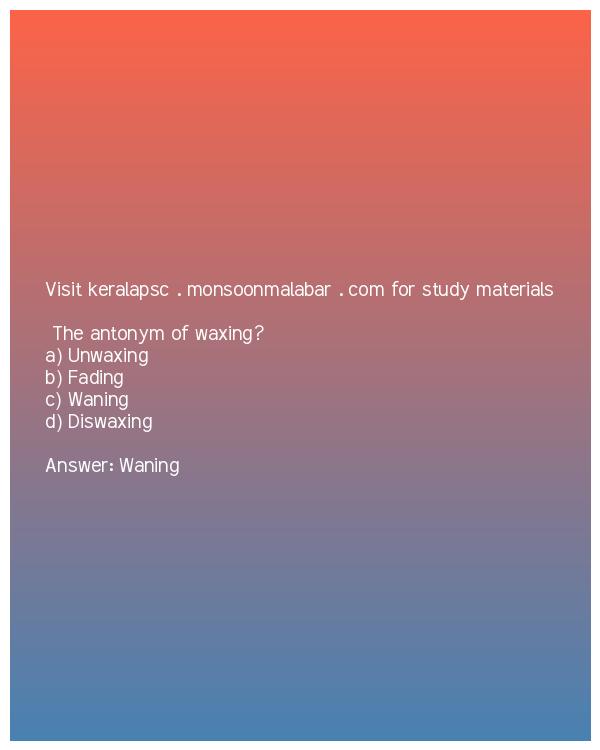 Visit keralapsc . monsoonmalabar . com for study materials
The antonym of waxing?
a) Unwaxing
b) Fading
c) Waning
d) Diswaxing
Answer: Waning